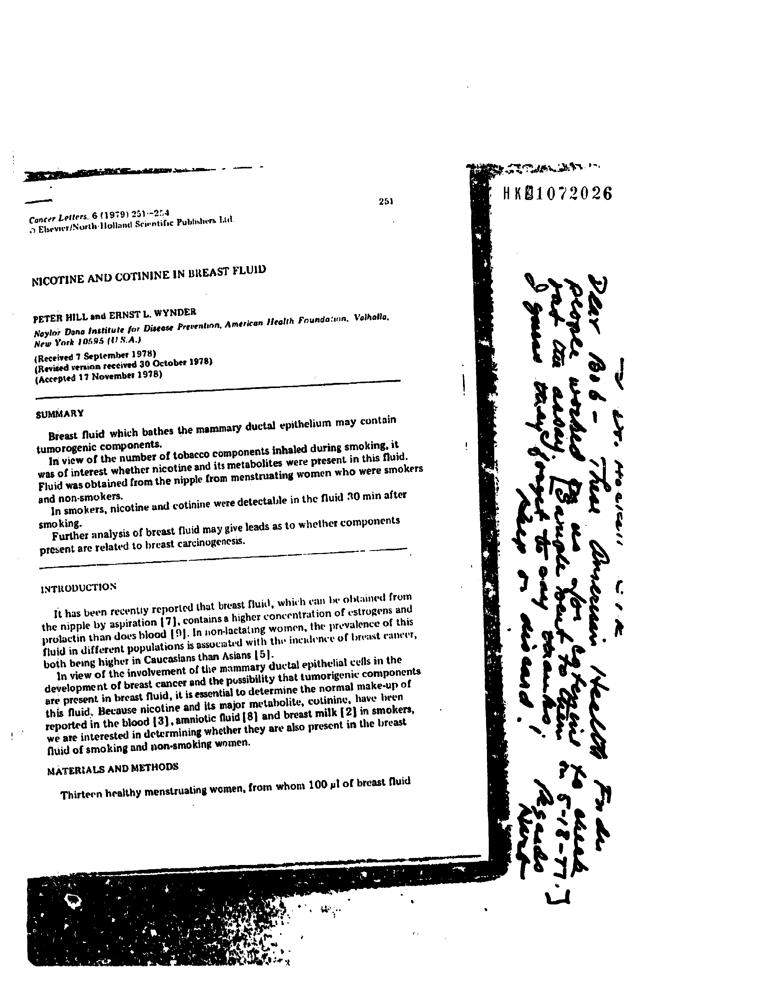 251
Cancer Letters, 6 (1979) 251–254
© Elsevier/North-Holland Scientific Publishers Ltd.
NICOTINE AND COTININE IN BREAST FLUID
PETER HILL and ERNST L. WYNDER
Naylor Dana Institute for Disease Prevention, American Health Foundation, Valhalla,
New York 10595 (U.S.A.)
(Received 7 September 1978)
(Revised version received 30 October 1978)
(Accepted 17 November 1978)
SUMMARY
Breast fluid which bathes the mammary ductal epithelium may contain
tumorogenic components.
In view of the number of tobacco components inhaled during smoking, it
was of interest whether nicotine and its metabolites were present in this fluid.
Fluid was obtained from the nipple from menstruating women who were smokers
and non-smokers.
In smokers, nicotine and cotinine were detectable in the fluid 30 min after
smoking.
Further analysis of breast fluid may give leads as to whether components
present are related to breast carcinogenesis.
INTRODUCTION
It has been recently reported that breast fluid, which can be obtained from
the nipple by aspiration [7], contains a higher concentration of estrogens and
prolactin than does blood [9]. In non-lactating women, the prevalence of this
fluid in different populations is associated with the incidence of breast cancer,
both being higher in Caucasians than Asians [5].
In view of the involvement of the mammary ductal epithelial cells in the
development of breast cancer and the possibility that tumorigenic components
are present in breast fluid, it is essential to determine the normal make-up of
this fluid. Because nicotine and its major metabolite, cotinine, have been
reported in the blood [3], amniotic fluid [8] and breast milk [2] in smokers,
we are interested in determining whether they are also present in the breast
fluid of smoking and non-smoking women.
MATERIALS AND METHODS
Thirteen healthy menstruating women, from whom 100 µl of breast fluid
HK 1072026
Dr.
Dear Bob – These American Health Fndn
people us for cotinine to check
out the assay. [Sample sent to them on 5-18-77.]
I guess they forget to say thanks! Regards
Keep or discard.